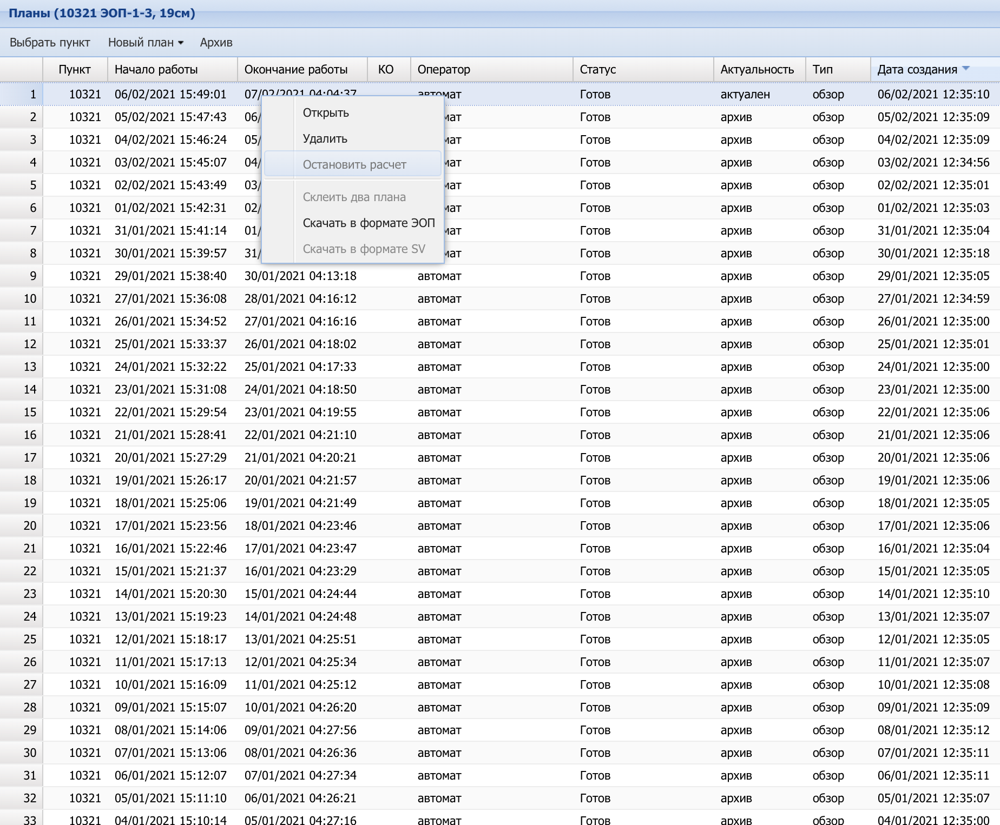 Планы (10321 ЭОП-1-3, 19см)
Выбрать пункт Новый план Архив
Пункт Начало работы Окончание работы КО Оператор Статус Актуальность Тип Дата создания
1 10321 06/02/2021 15:49:01 07/02/2021 04:04:37 автомат Готов актуален обзор 06/02/2021 12:35:10
2 10321 05/02/2021 15:47:43 06/ мат Готов архив обзор 05/02/2021 12:35:09
3 10321 04/02/2021 15:46:24 05/ мат Готов архив обзор 04/02/2021 12:35:09
4 10321 03/02/2021 15:45:07 04/ мат Готов архив обзор 03/02/2021 12:34:56
5 10321 02/02/2021 15:43:49 03/ мат Готов архив обзор 02/02/2021 12:35:01
6 10321 01/02/2021 15:42:31 02/ мат Готов архив обзор 01/02/2021 12:35:03
7 10321 31/01/2021 15:41:14 01/ мат Готов архив обзор 31/01/2021 12:35:04
8 10321 30/01/2021 15:39:57 31/ мат Готов архив обзор 30/01/2021 12:35:18
Открыть
Удалить
Остановить расчет
Склеить два плана
Скачать в формате ЭОП
Скачать в формате SV
9 10321 29/01/2021 15:38:40 30/01/2021 04:13:18 автомат Готов архив обзор 29/01/2021 12:35:05
10 10321 27/01/2021 15:36:08 28/01/2021 04:16:12 автомат Готов архив обзор 27/01/2021 12:34:59
11 10321 26/01/2021 15:34:52 27/01/2021 04:16:16 автомат Готов архив обзор 26/01/2021 12:35:00
12 10321 25/01/2021 15:33:37 26/01/2021 04:18:02 автомат Готов архив обзор 25/01/2021 12:35:01
13 10321 24/01/2021 15:32:22 25/01/2021 04:17:33 автомат Готов архив обзор 24/01/2021 12:35:00
14 10321 23/01/2021 15:31:08 24/01/2021 04:18:50 автомат Готов архив обзор 23/01/2021 12:35:00
15 10321 22/01/2021 15:29:54 23/01/2021 04:19:55 автомат Готов архив обзор 22/01/2021 12:35:06
16 10321 21/01/2021 15:28:41 22/01/2021 04:21:10 автомат Готов архив обзор 21/01/2021 12:35:06
17 10321 20/01/2021 15:27:29 21/01/2021 04:20:21 автомат Готов архив обзор 20/01/2021 12:35:06
18 10321 19/01/2021 15:26:17 20/01/2021 04:21:57 автомат Готов архив обзор 19/01/2021 12:35:06
19 10321 18/01/2021 15:25:06 19/01/2021 04:21:49 автомат Готов архив обзор 18/01/2021 12:35:05
20 10321 17/01/2021 15:23:56 18/01/2021 04:23:46 автомат Готов архив обзор 17/01/2021 12:35:06
21 10321 16/01/2021 15:22:46 17/01/2021 04:23:47 автомат Готов архив обзор 16/01/2021 12:35:04
22 10321 15/01/2021 15:21:37 16/01/2021 04:23:29 автомат Готов архив обзор 15/01/2021 12:35:05
23 10321 14/01/2021 15:20:30 15/01/2021 04:24:44 автомат Готов архив обзор 14/01/2021 12:35:10
24 10321 13/01/2021 15:19:23 14/01/2021 04:24:48 автомат Готов архив обзор 13/01/2021 12:35:07
25 10321 12/01/2021 15:18:17 13/01/2021 04:25:51 автомат Готов архив обзор 12/01/2021 12:35:05
26 10321 11/01/2021 15:17:13 12/01/2021 04:25:34 автомат Готов архив обзор 11/01/2021 12:35:07
27 10321 10/01/2021 15:16:09 11/01/2021 04:25:12 автомат Готов архив обзор 10/01/2021 12:35:08
28 10321 09/01/2021 15:15:07 10/01/2021 04:26:20 автомат Готов архив обзор 09/01/2021 12:35:09
29 10321 08/01/2021 15:14:06 09/01/2021 04:27:56 автомат Готов архив обзор 08/01/2021 12:35:12
30 10321 07/01/2021 15:13:06 08/01/2021 04:26:36 автомат Готов архив обзор 07/01/2021 12:35:11
31 10321 06/01/2021 15:12:07 07/01/2021 04:27:34 автомат Готов архив обзор 06/01/2021 12:35:11
32 10321 05/01/2021 15:11:10 06/01/2021 04:26:21 автомат Готов архив обзор 05/01/2021 12:35:07
33 10321 04/01/2021 15:10:14 05/01/2021 04:27:16 автомат Готов архив обзор 04/01/2021 12:35:00